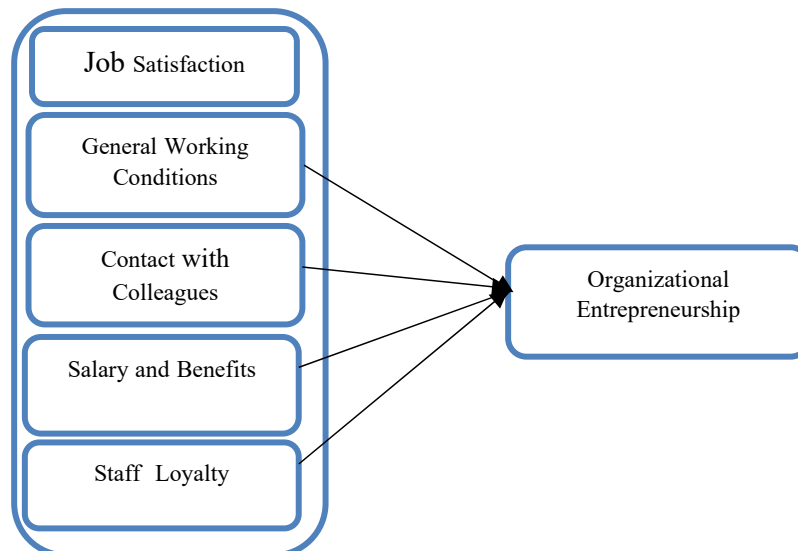 Job Satisfaction
General Working
Conditions
Contact with
Colleagues
Salary and Benefits
Staff Loyalty
Organizational
Entrepreneurship